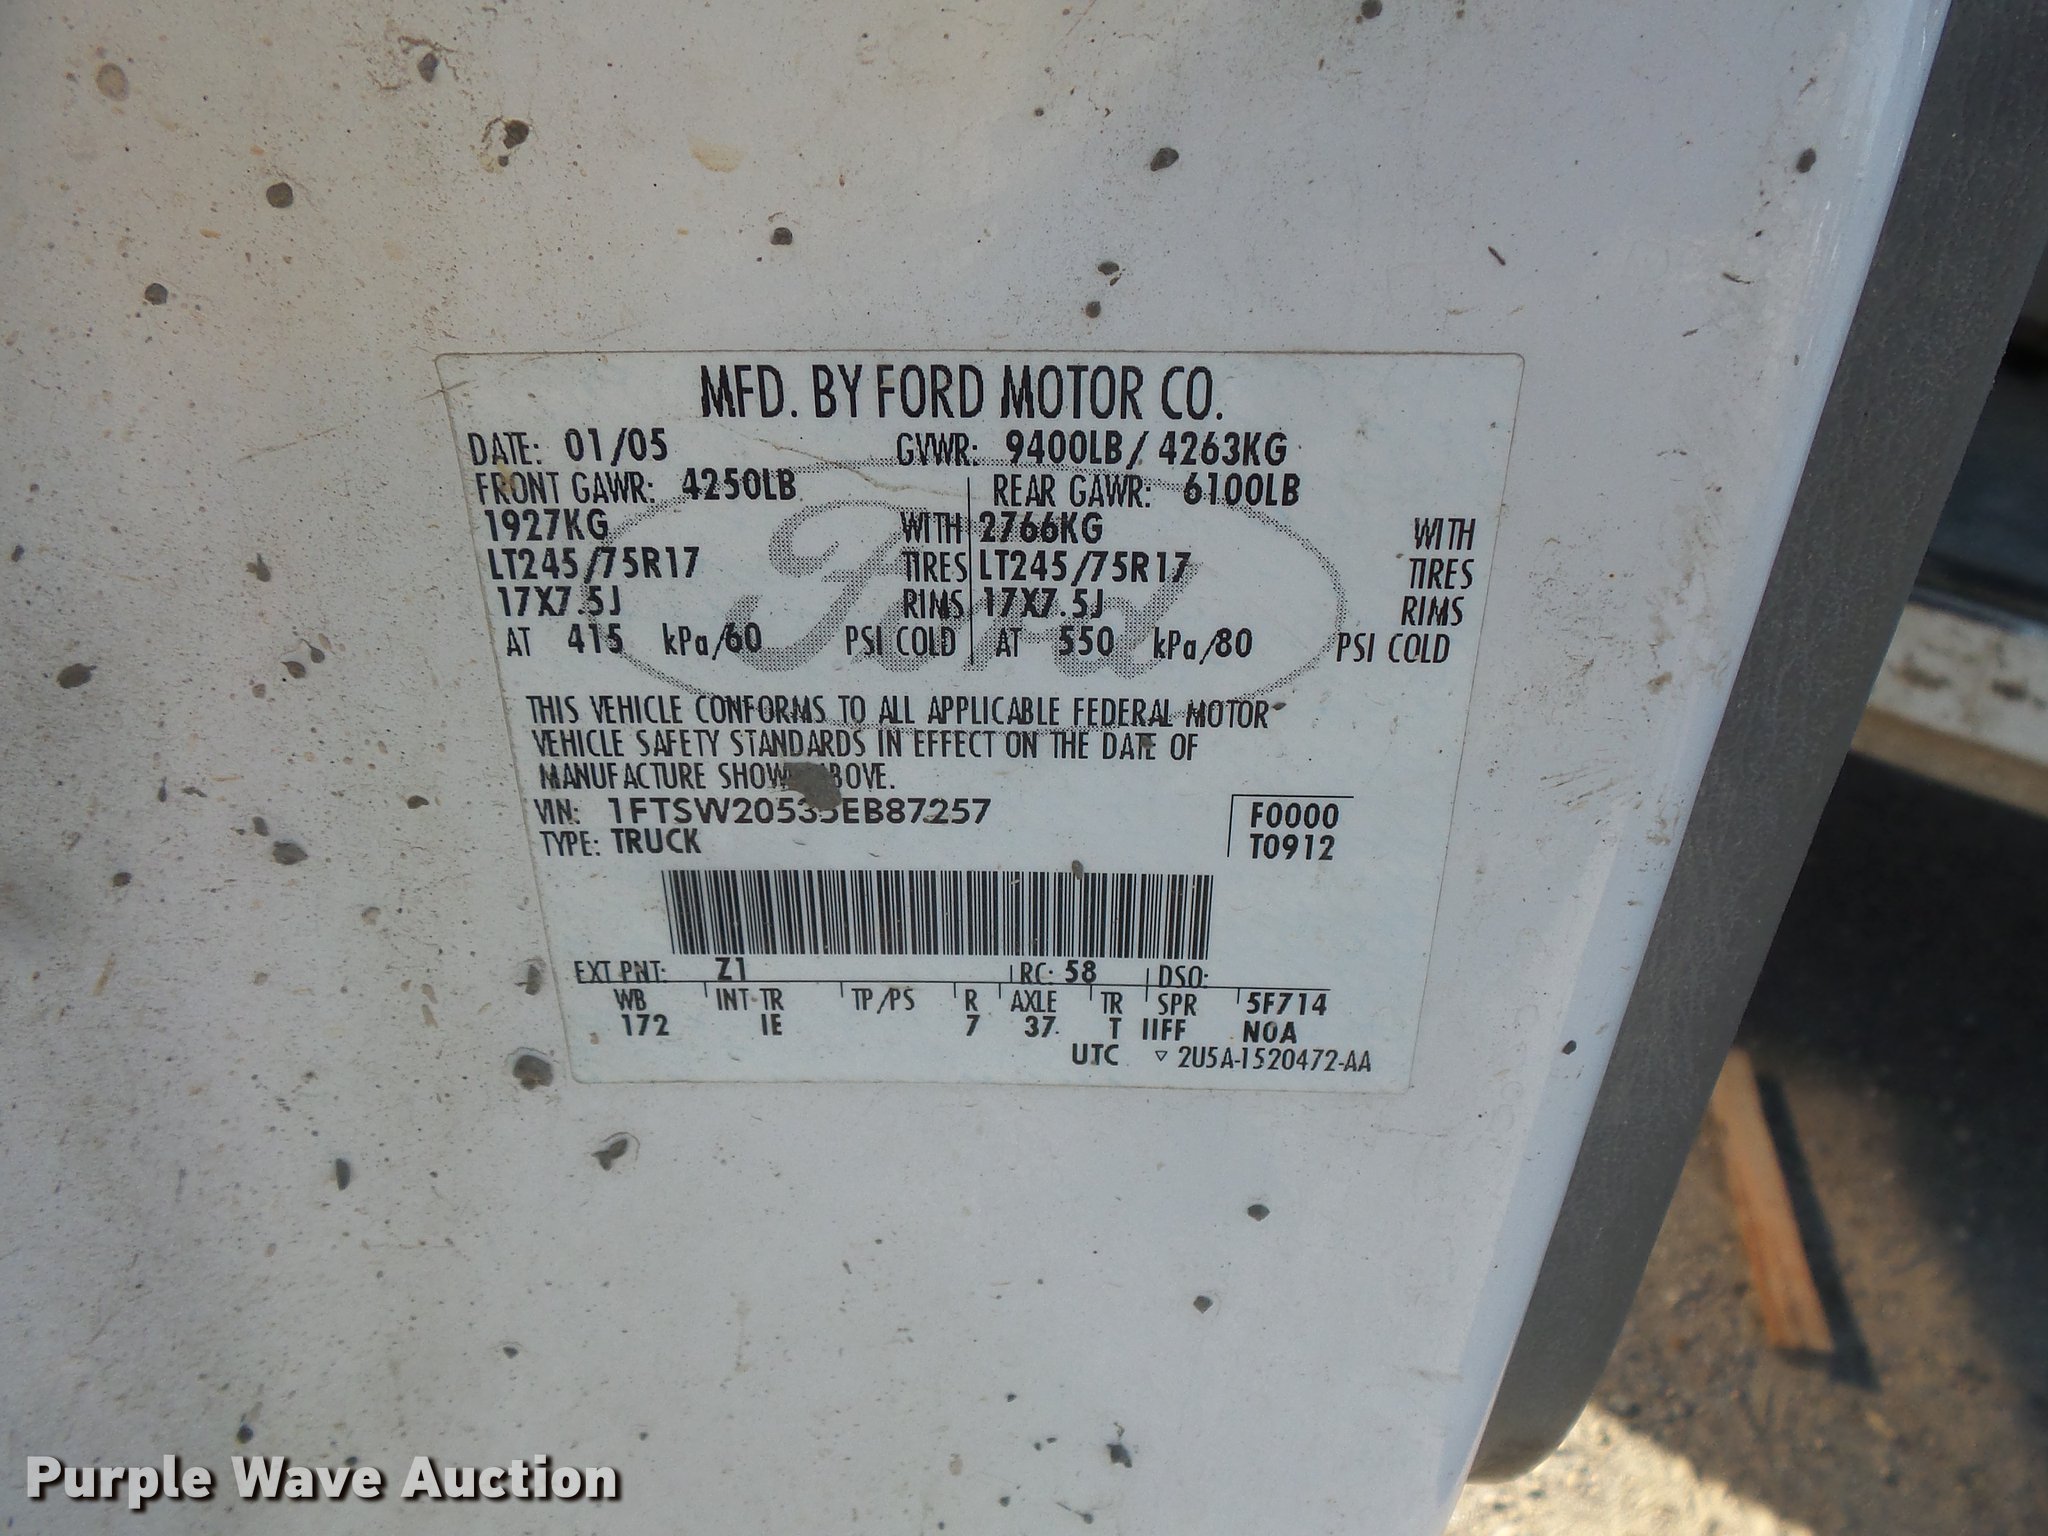 MFD. BY FORD MOTOR CO.
DATE: 01/05 GVWR: 9400LB/ 4263KG
FRONT GAWR: 4250LB REAR GAWR: 6100LB
1927KG WITH 2766KG WITH
LT245/75R17 TIRES LT245/75R17 TIRES
17X7.5J RIMS 17X7.5J RIMS
AT 415 kPa/60 PSI COLD AT 550 kPa/80 PSI COLD
Ford
THIS VEHICLE CONFORMS TO ALL APPLICABLE FEDERAL MOTOR
VEHICLE SAFETY STANDARDS IN EFFECT ON THE DATE OF
MANUFACTURE SHOWN ABOVE.
VIN: F0000
TYPE: TRUCK T0912
EXT PNT: Z1 RC: 58 DSO:
WB INT TR TP/PS R AXLE TR SPR 5F714
172 IE 7 37 T IIFF N0A
UTC ▽ 2U5A-1520472-AA
Purple Wave Auction